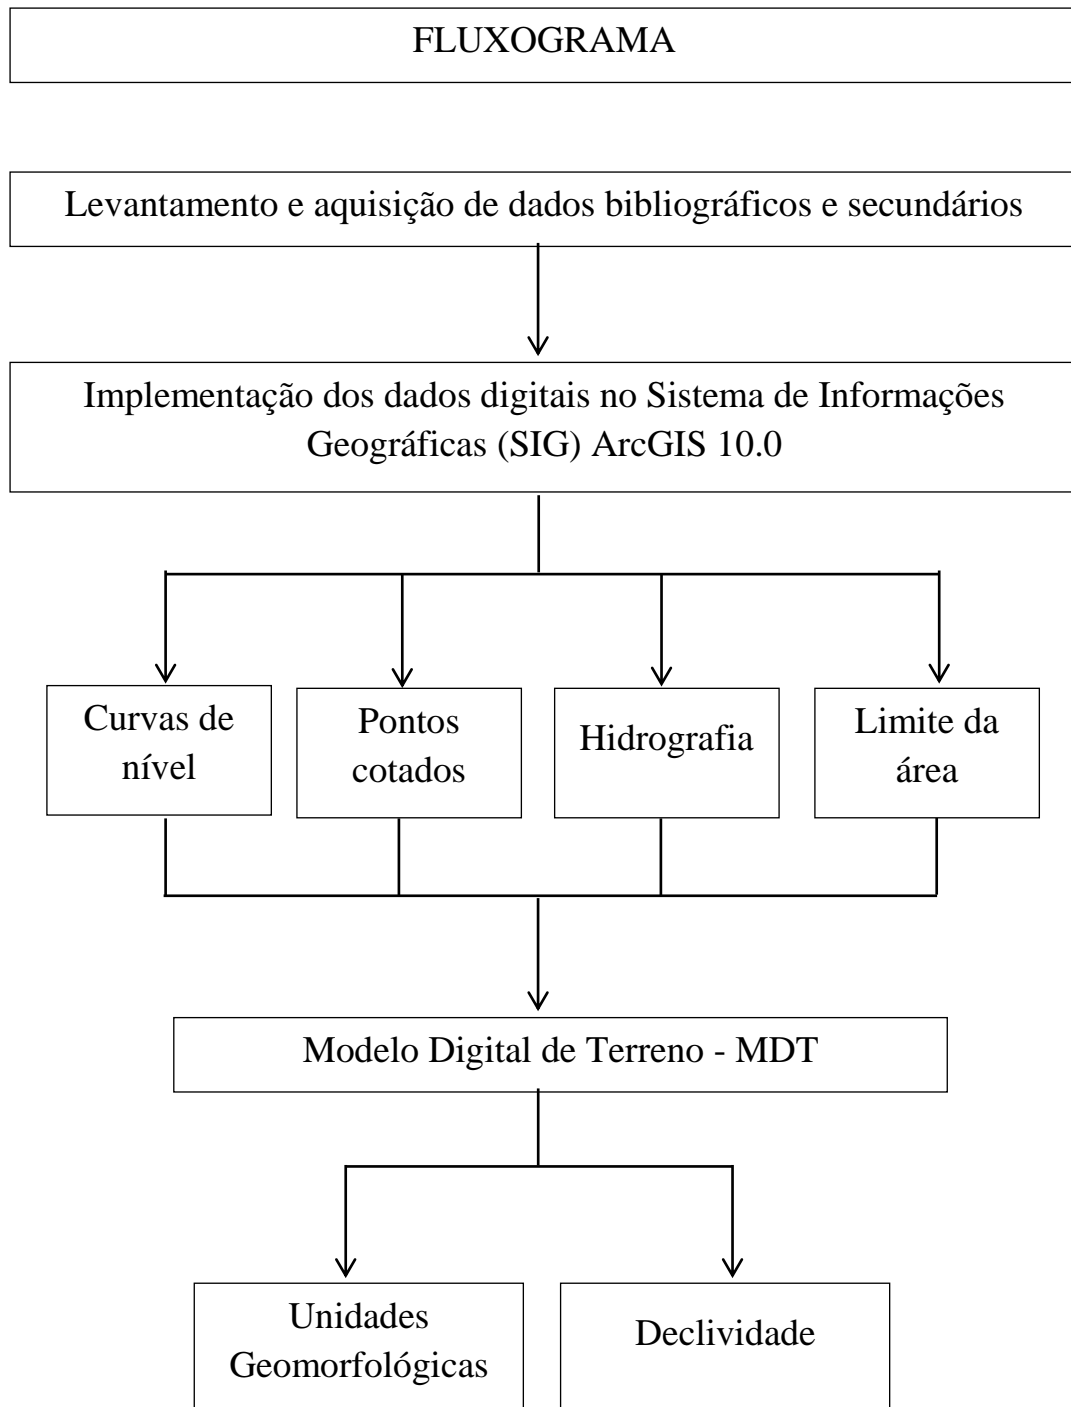 FLUXOGRAMA
Levantamento e aquisição de dados bibliográficos e secundários
Implementação dos dados digitais no Sistema de Informações
Geográficas (SIG) ArcGIS 10.0
Curvas de
nível
Pontos
cotados
Hidrografia
Limite da
área
Modelo Digital de Terreno - MDT
Unidades
Geomorfológicas
Declividade